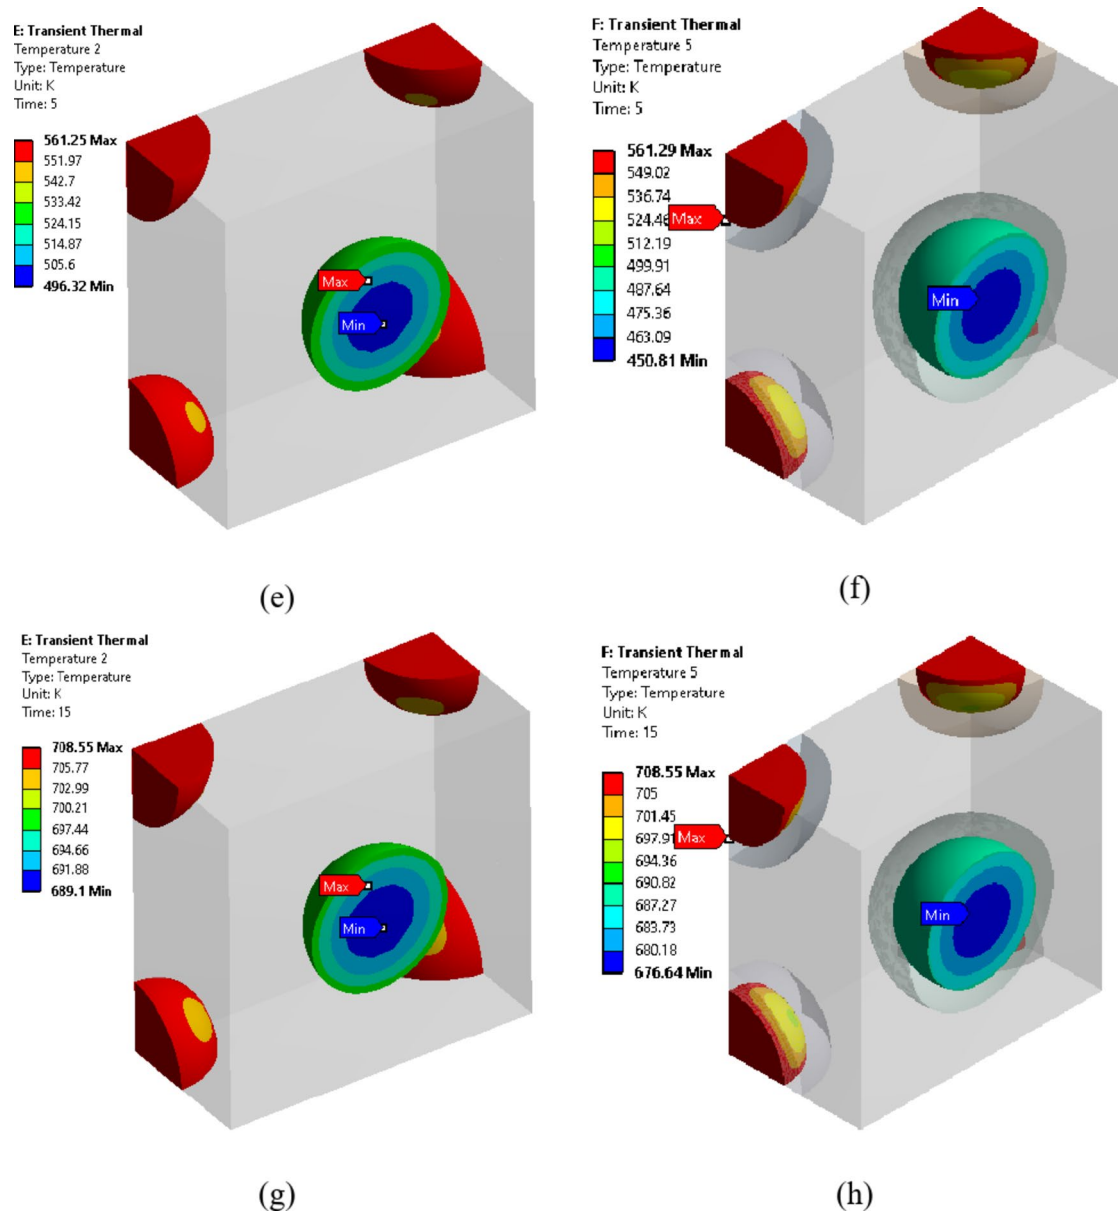 E: Transient Thermal
Temperature 2
Type: Temperature
Unit: K
Time: 5
561.25 Max
551.97
542.7
533.42
524.15
514.87
505.6
496.32 Min
Max
Min
(e)
F: Transient Thermal
Temperature 5
Type: Temperature
Unit: K
Time: 5
561.29 Max
549.02
536.74
524.46
512.19
499.91
487.64
475.36
463.09
450.81 Min
Max
Min
(f)
E: Transient Thermal
Temperature 2
Type: Temperature
Unit: K
Time: 15
708.55 Max
705.77
702.99
700.21
697.44
694.66
691.88
689.1 Min
Max
Min
(g)
F: Transient Thermal
Temperature 5
Type: Temperature
Unit: K
Time: 15
708.55 Max
705
701.45
697.91
694.36
690.82
687.27
683.73
680.18
676.64 Min
Max
Min
(h)